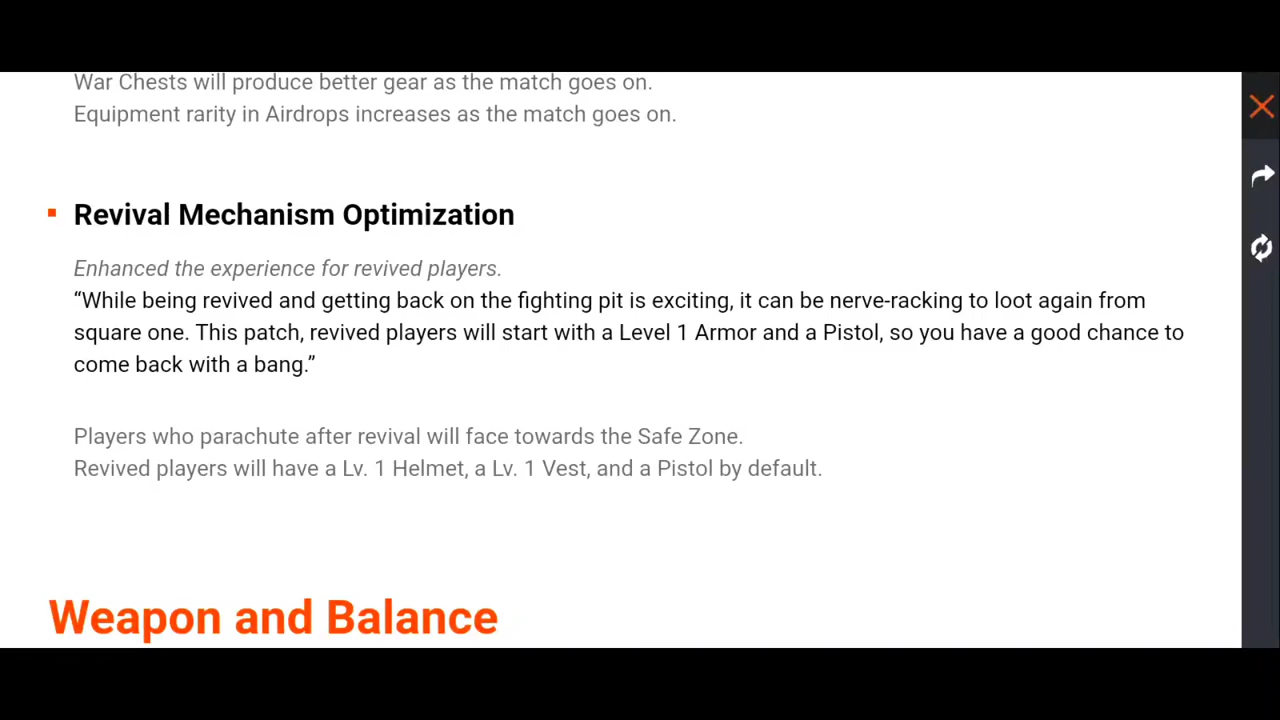 War Chests will produce better gear as the match goes on.
Equipment rarity in Airdrops increases as the match goes on.
Revival Mechanism Optimization
Enhanced the experience for revived players.
“While being revived and getting back on the fighting pit is exciting, it can be nerve-racking to loot again from
square one. This patch, revived players will start with a Level 1 Armor and a Pistol, so you have a good chance to
come back with a bang.”
Players who parachute after revival will face towards the Safe Zone.
Revived players will have a Lv. 1 Helmet, a Lv. 1 Vest, and a Pistol by default.
Weapon and Balance